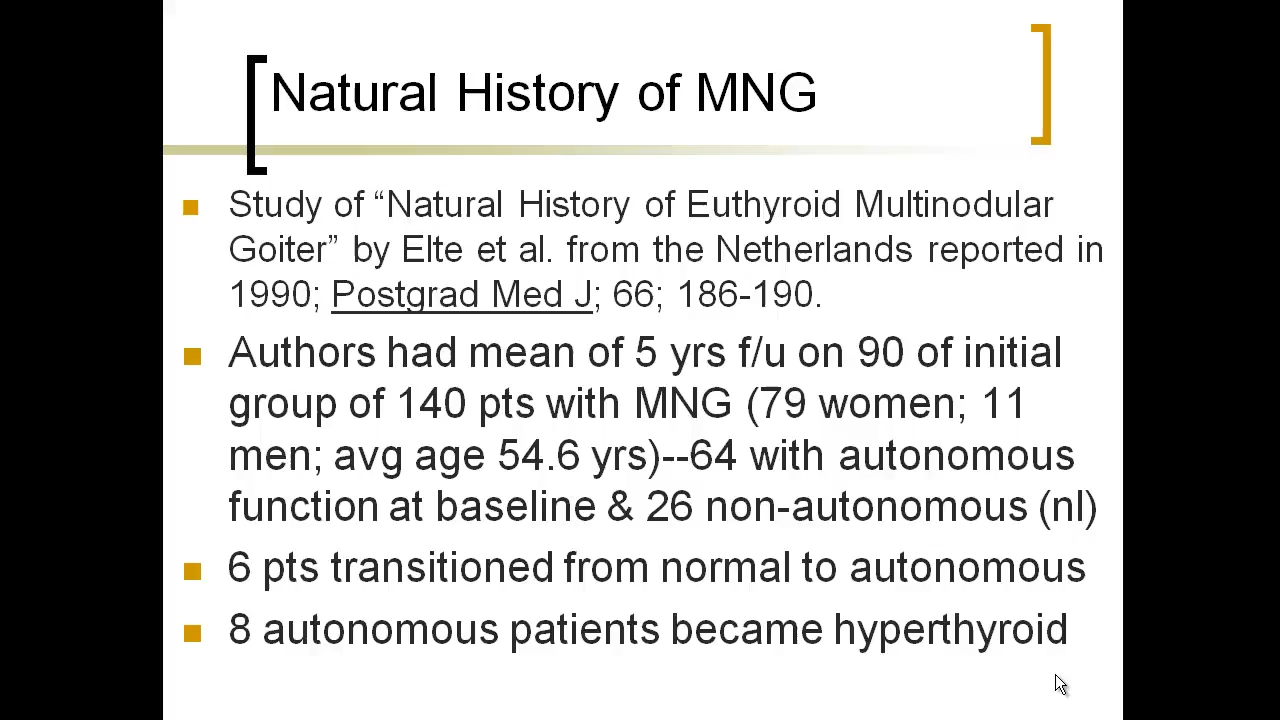 Natural History of MNG
Study of “Natural History of Euthyroid Multinodular
Goiter” by Elte et al. from the Netherlands reported in
1990; Postgrad Med J; 66; 186-190.
Authors had mean of 5 yrs f/u on 90 of initial
group of 140 pts with MNG (79 women; 11
men; avg age 54.6 yrs)--64 with autonomous
function at baseline & 26 non-autonomous (nl)
6 pts transitioned from normal to autonomous
8 autonomous patients became hyperthyroid